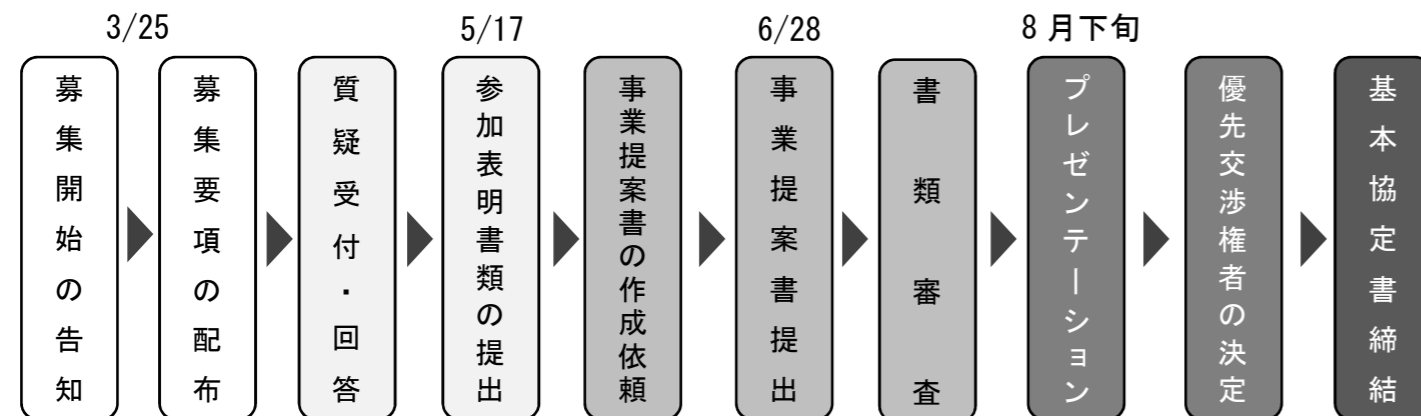 3/25
5/17
6/28
8月下旬
募集開始の告知
募集要項の配布
質疑受付・回答
参加表明書類の提出
事業提案書の作成依頼
事業提案書提出
書類審査
プレゼンテーション
優先交渉権者の決定
基本協定書締結